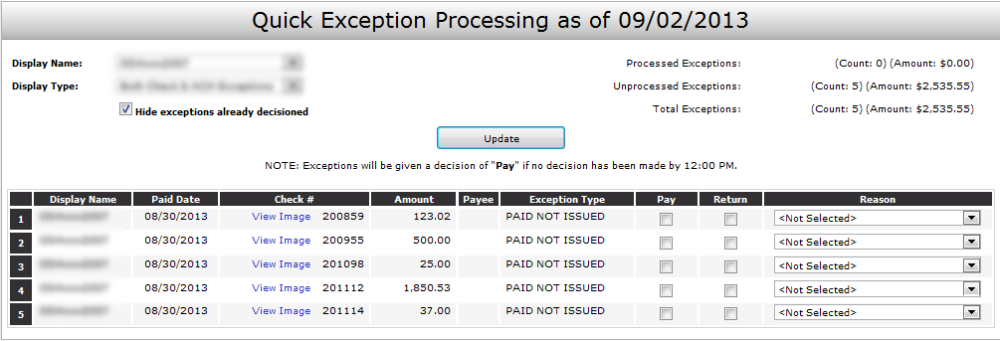 Quick Exception Processing as of 09/02/2013
Display Name: Processed Exceptions: (Count: 0) (Amount: $0.00)
Display Type: Unprocessed Exceptions: (Count: 5) (Amount: $2,535.55)
Hide exceptions already decisioned Total Exceptions: (Count: 5) (Amount: $2,535.55)
Update
NOTE: Exceptions will be given a decision of "Pay" if no decision has been made by 12:00 PM.
Display Name Paid Date Check # Amount Payee Exception Type Pay Return Reason
1 08/30/2013 View Image 200859 123.02 PAID NOT ISSUED <Not Selected>
2 08/30/2013 View Image 200955 500.00 PAID NOT ISSUED <Not Selected>
3 08/30/2013 View Image 201098 25.00 PAID NOT ISSUED <Not Selected>
4 08/30/2013 View Image 201112 1,850.53 PAID NOT ISSUED <Not Selected>
5 08/30/2013 View Image 201114 37.00 PAID NOT ISSUED <Not Selected>